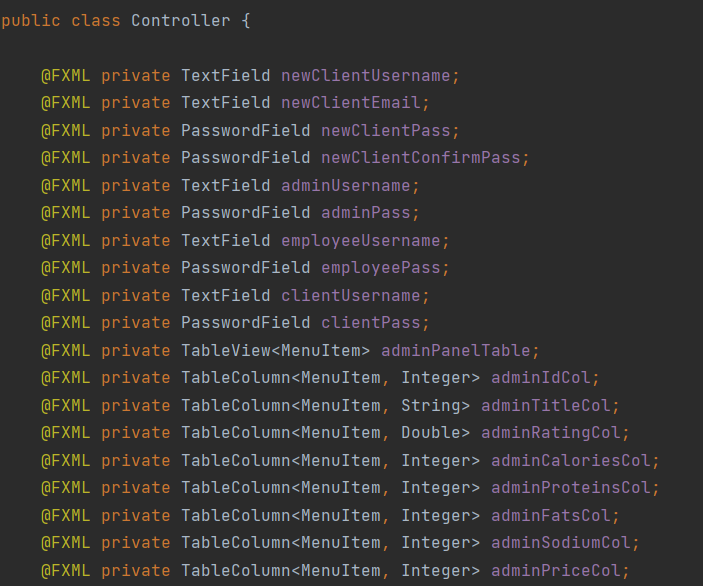 public class Controller {
@FXML private TextField newClientUsername;
@FXML private TextField newClientEmail;
@FXML private PasswordField newClientPass;
@FXML private PasswordField newClientConfirmPass;
@FXML private TextField adminUsername;
@FXML private PasswordField adminPass;
@FXML private TextField employeeUsername;
@FXML private PasswordField employeePass;
@FXML private TextField clientUsername;
@FXML private PasswordField clientPass;
@FXML private TableView<MenuItem> adminPanelTable;
@FXML private TableColumn<MenuItem, Integer> adminIdCol;
@FXML private TableColumn<MenuItem, String> adminTitleCol;
@FXML private TableColumn<MenuItem, Double> adminRatingCol;
@FXML private TableColumn<MenuItem, Integer> adminCaloriesCol;
@FXML private TableColumn<MenuItem, Integer> adminProteinsCol;
@FXML private TableColumn<MenuItem, Integer> adminFatsCol;
@FXML private TableColumn<MenuItem, Integer> adminSodiumCol;
@FXML private TableColumn<MenuItem, Integer> adminPriceCol;